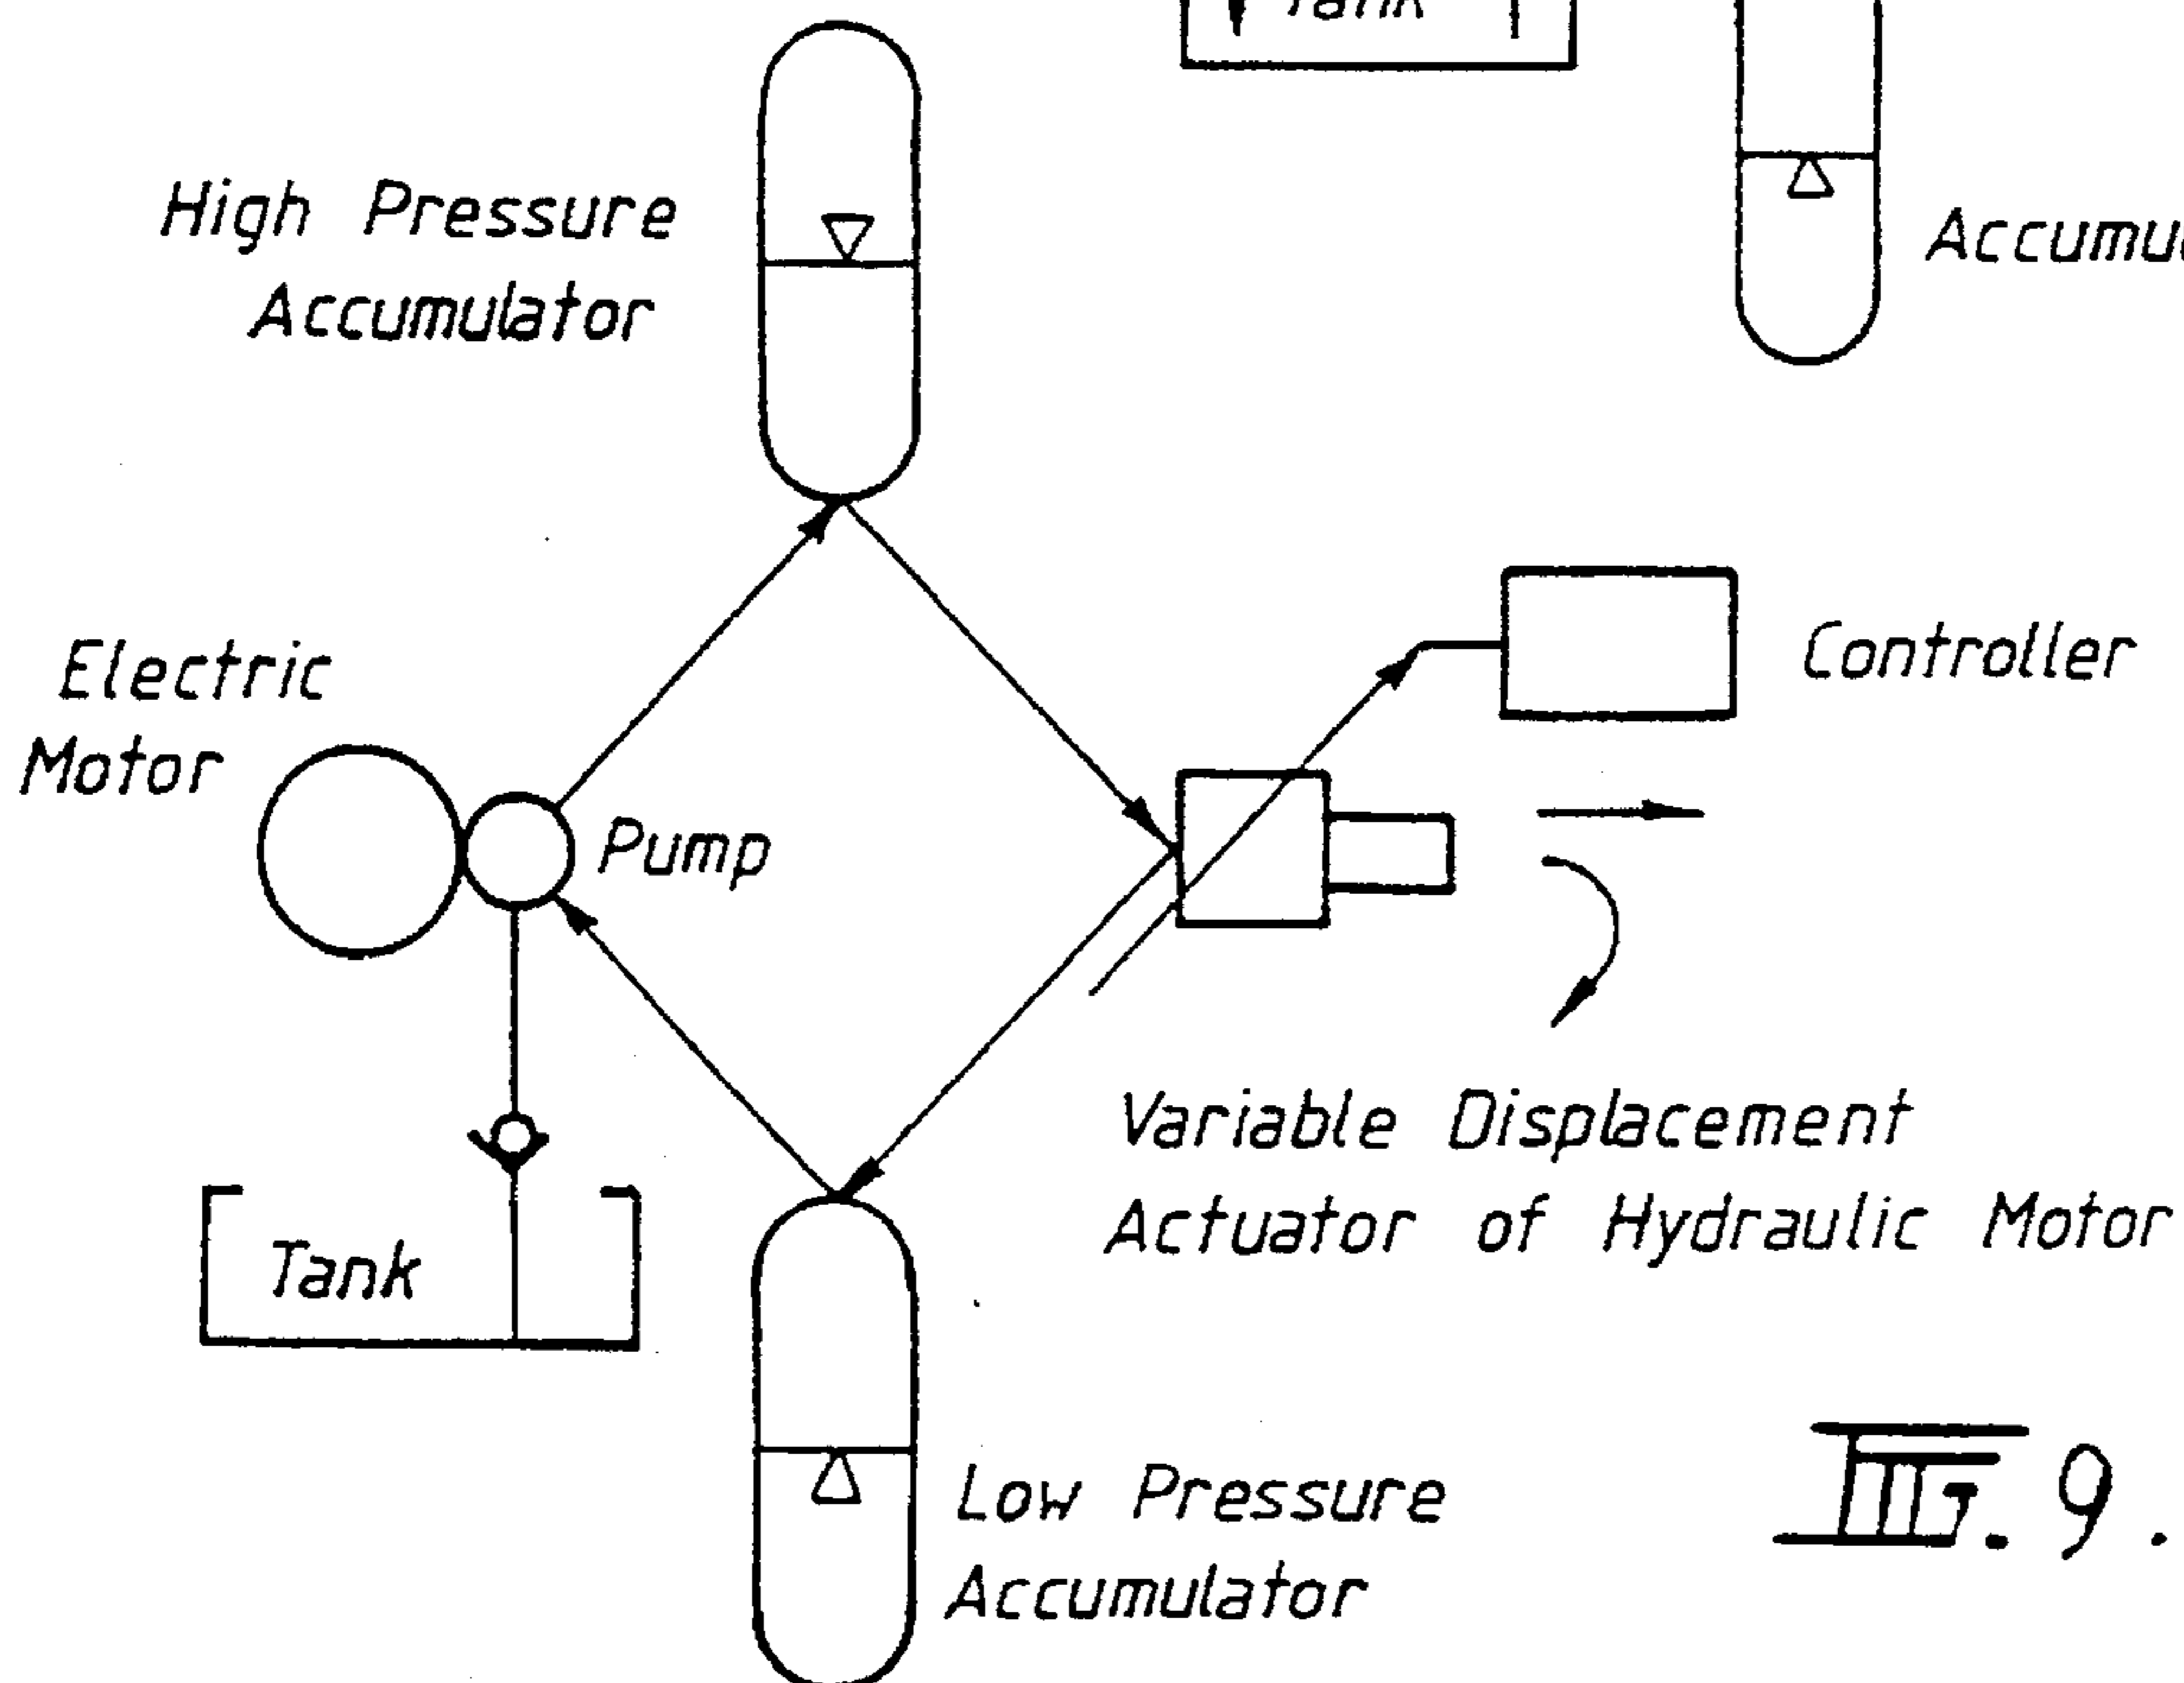 Tank
High Pressure
Accumulator
Electric
Motor
Pump
Controller
Variable Displacement
Actuator of Hydraulic Motor
Tank
Low Pressure
Accumulator
FIG. 9.